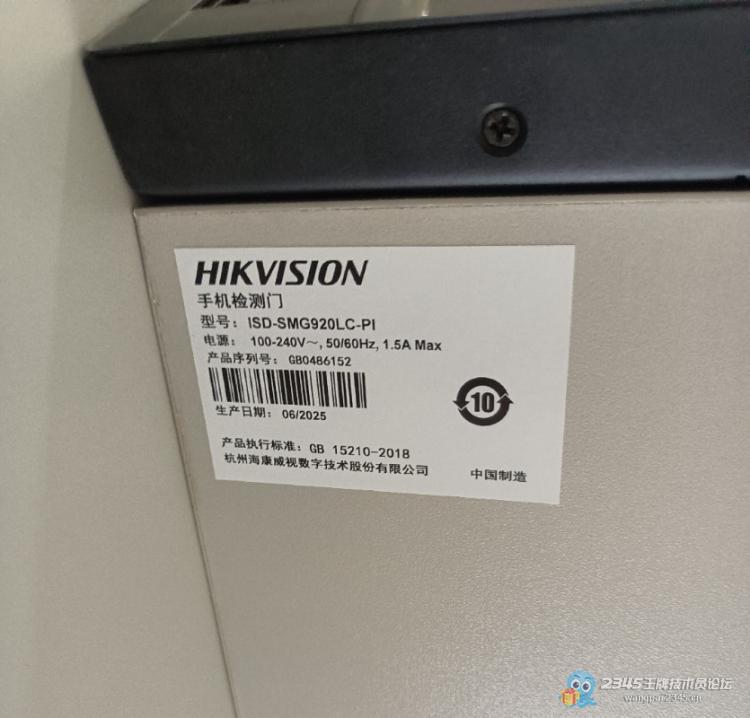 HIKVISION
手机检测门
型号: ISD-SMG920LC-PI
电源: 100-240V～, 50/60Hz, 1.5A Max
产品序列号: GB0486152
生产日期: 06/2025
10
产品执行标准: GB 15210-2018
杭州海康威视数字技术股份有限公司
中国制造
2345王牌技术员论坛
wangpai2345.com